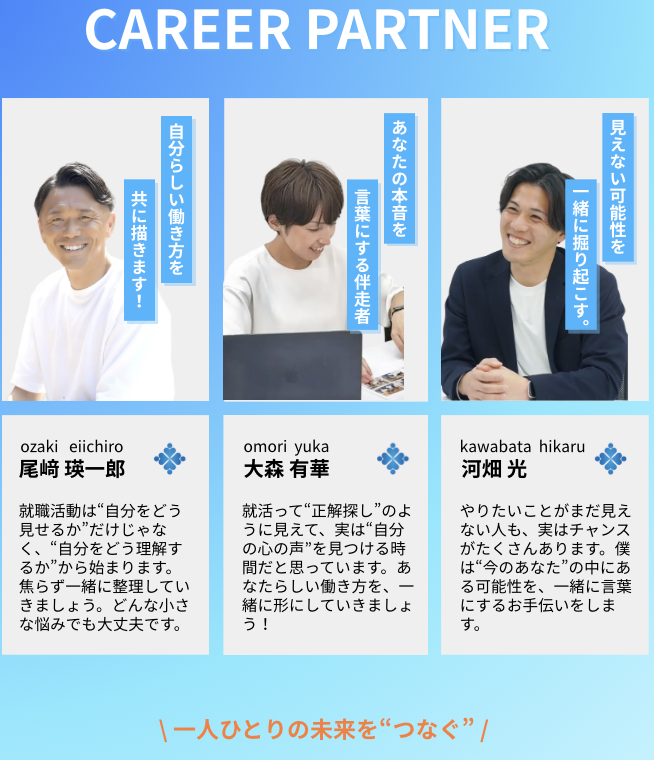 CAREER PARTNER
自分らしい働き方を
共に描きます！
あなたの本音を
言葉にする伴走者
見えない可能性を
一緒に掘り起こす。
ozaki eiichiro
尾﨑 瑛一郎
就職活動は“自分をどう
見せるか”だけじゃな
く、“自分をどう理解す
るか”から始まります。
焦らず一緒に整理してい
きましょう。どんな小さ
な悩みでも大丈夫です。
omori yuka
大森 有華
就活って“正解探し”のよ
うに見えて、実は“自分
の心の声”を見つける時
間だと思っています。あ
なたらしい働き方を、一
緒に形にしていきましょ
う！
kawabata hikaru
河畑 光
やりたいことがまだ見え
ない人も、実はチャンス
がたくさんあります。僕
は“今のあなた”の中にあ
る可能性を、一緒に言葉
にするお手伝いをしま
す。
\ 一人ひとりの未来を“つなぐ” /